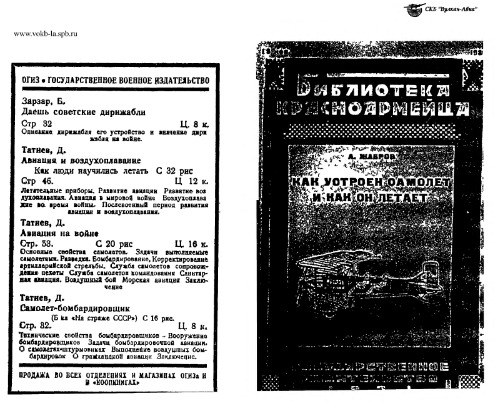 СКБ "Вулкан-Авиа"
www.vokb-la.spb.ru
ОГИЗ • ГОСУДАРСТВЕННОЕ ВОЕННОЕ ИЗДАТЕЛЬСТВО
Зарзар, Б.
Даешь советские дирижабли
Стр 32 Ц. 8 к.
Описание дирижабля его устройство и значение дирижабля на войне.
Татиев, Д.
Авиация и воздухоплавание
Как люди научились летать С 32 рис
Стр 46. Ц 12 к.
Летательные приборы. Развитие авиации Развитие воздухоплавания. Авиация в мировой войне Воздухоплавание во время войны. Послевоенный период развития авиации и воздухоплавания.
Татиев, Д.
Авиация на войне
Стр. 53. С 20 рис Ц. 16 к.
Основные свойства самолетов. Задачи выполняемые самолетами. Разведка. Бомбардирование, Корректирование артиллерийской стрельбы, Служба самолетов сопровождения пехоты Служба самолетов командования Санитарная авиация. Воздушный бой Морская авиация Заключение
Татиев, Д.
Самолет-бомбардировщик
(Б ка «На страже СССР») С 16 рис.
Стр. 32. Ц. 8 к.
Технические свойства бомбардировщиков – Вооружение бомбардировщиков Задачи бомбардировочной авиации. О самолетах-штурмовиках Выполнение воздушных бомбардировок О гражданской авиации Заключение.
ПРОДАЖА ВО ВСЕХ ОТДЕЛЕНИЯХ И МАГАЗИНАХ ОГИЗа И
В «КООПКНИГАХ»
БИБЛИОТЕКА
КРАСНОАРМЕЙЦА
А. ЖАБРОВ
КАК УСТРОЕН САМОЛЕТ
И КАК ОН ЛЕТАЕТ
ГОСУДАРСТВЕННОЕ
ИЗДАТЕЛЬСТВО